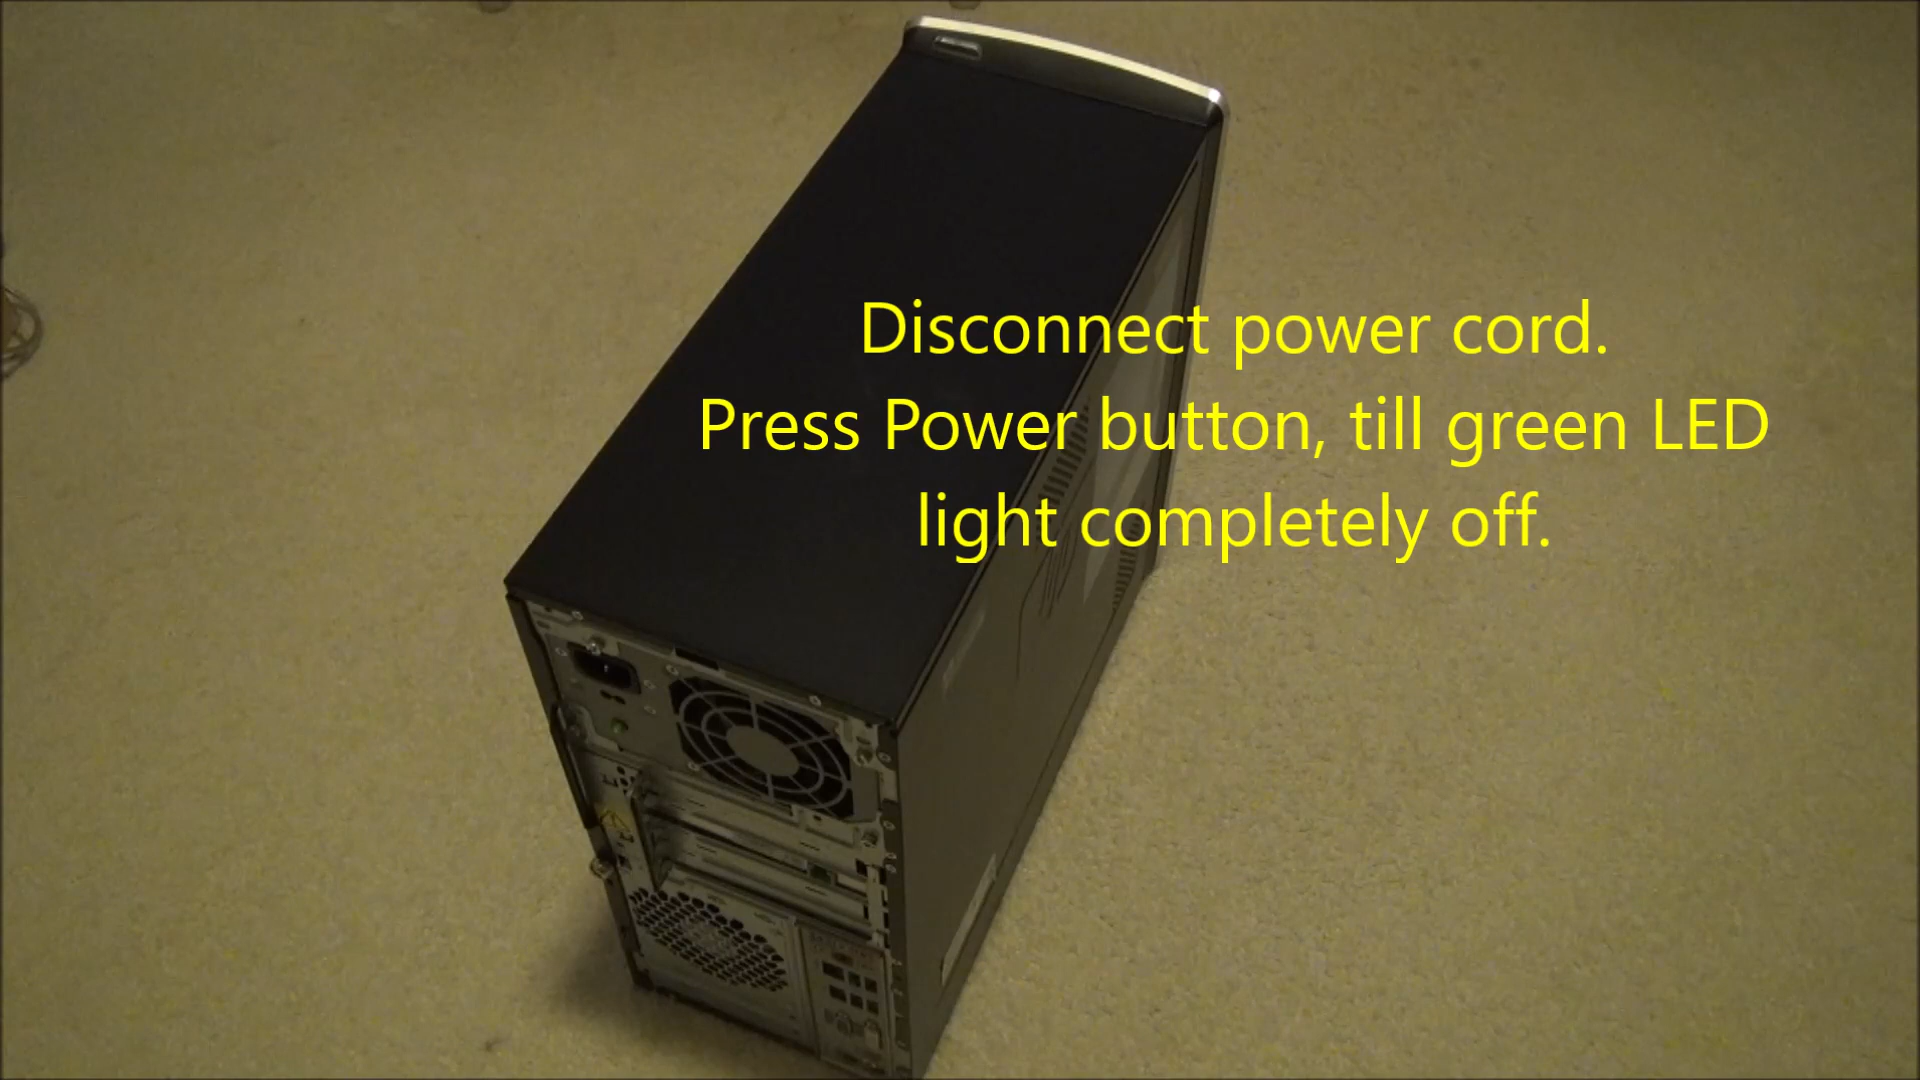 Disconnect power cord.
Press Power button, till green LED
light completely off.